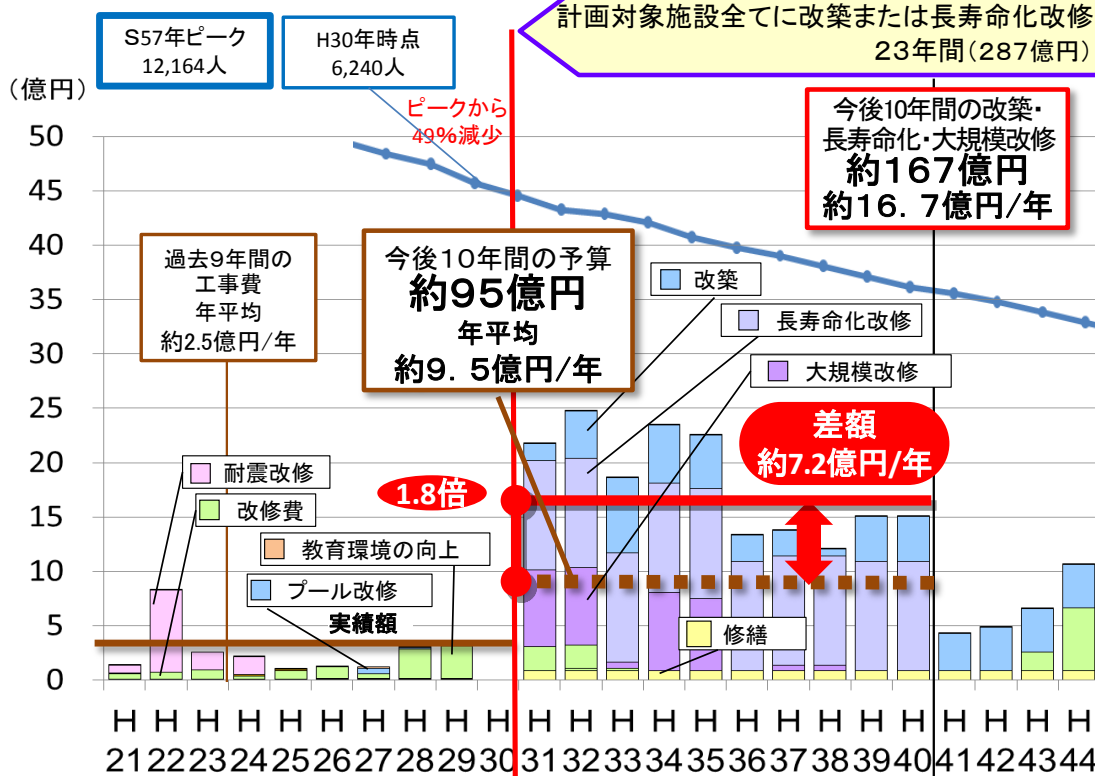 計画対象施設全てに改築または長寿命化改修
23年間(287億円)
S57年ピーク
12,164人
H30年時点
6,240人
(億円)
ピークから
49%減少
今後10年間の改築・
長寿命化・大規模改修
約167億円
約16.7億円/年
過去9年間の
工事費
年平均
約2.5億円/年
今後10年間の予算
約95億円
年平均
約9.5億円/年
改築
長寿命化改修
大規模改修
差額
約7.2億円/年
1.8倍
耐震改修
改修費
教育環境の向上
プール改修
実績額
修繕
50
45
40
35
30
25
20
15
10
5
0
H H H H H H H H H H H H H H H H H H H H H H H H
21 22 23 24 25 26 27 28 29 30 31 32 33 34 35 36 37 38 39 40 41 42 43 44